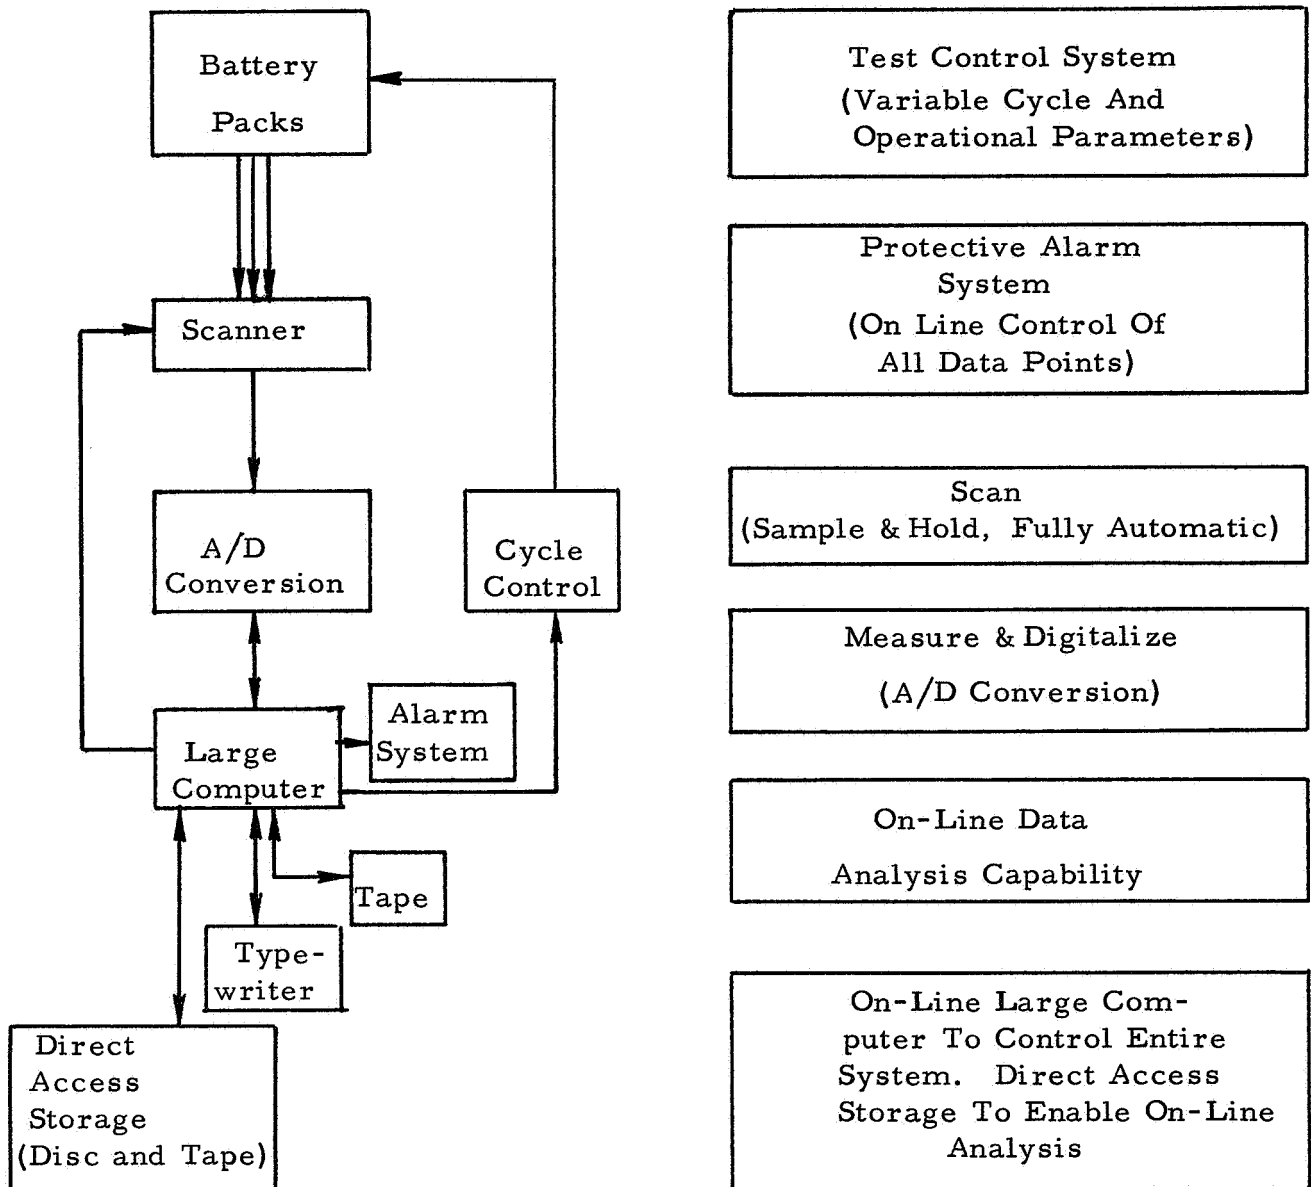 Battery
Packs
Scanner
A/D
Conversion
Cycle
Control
Alarm
System
Large
Computer
Tape
Type-
writer
Direct
Access
Storage
(Disc and Tape)
Test Control System
(Variable Cycle And
Operational Parameters)
Protective Alarm
System
(On Line Control Of
All Data Points)
Scan
(Sample & Hold, Fully Automatic)
Measure & Digitalize
(A/D Conversion)
On-Line Data
Analysis Capability
On-Line Large Com-
puter To Control Entire
System. Direct Access
Storage To Enable On-Line
Analysis